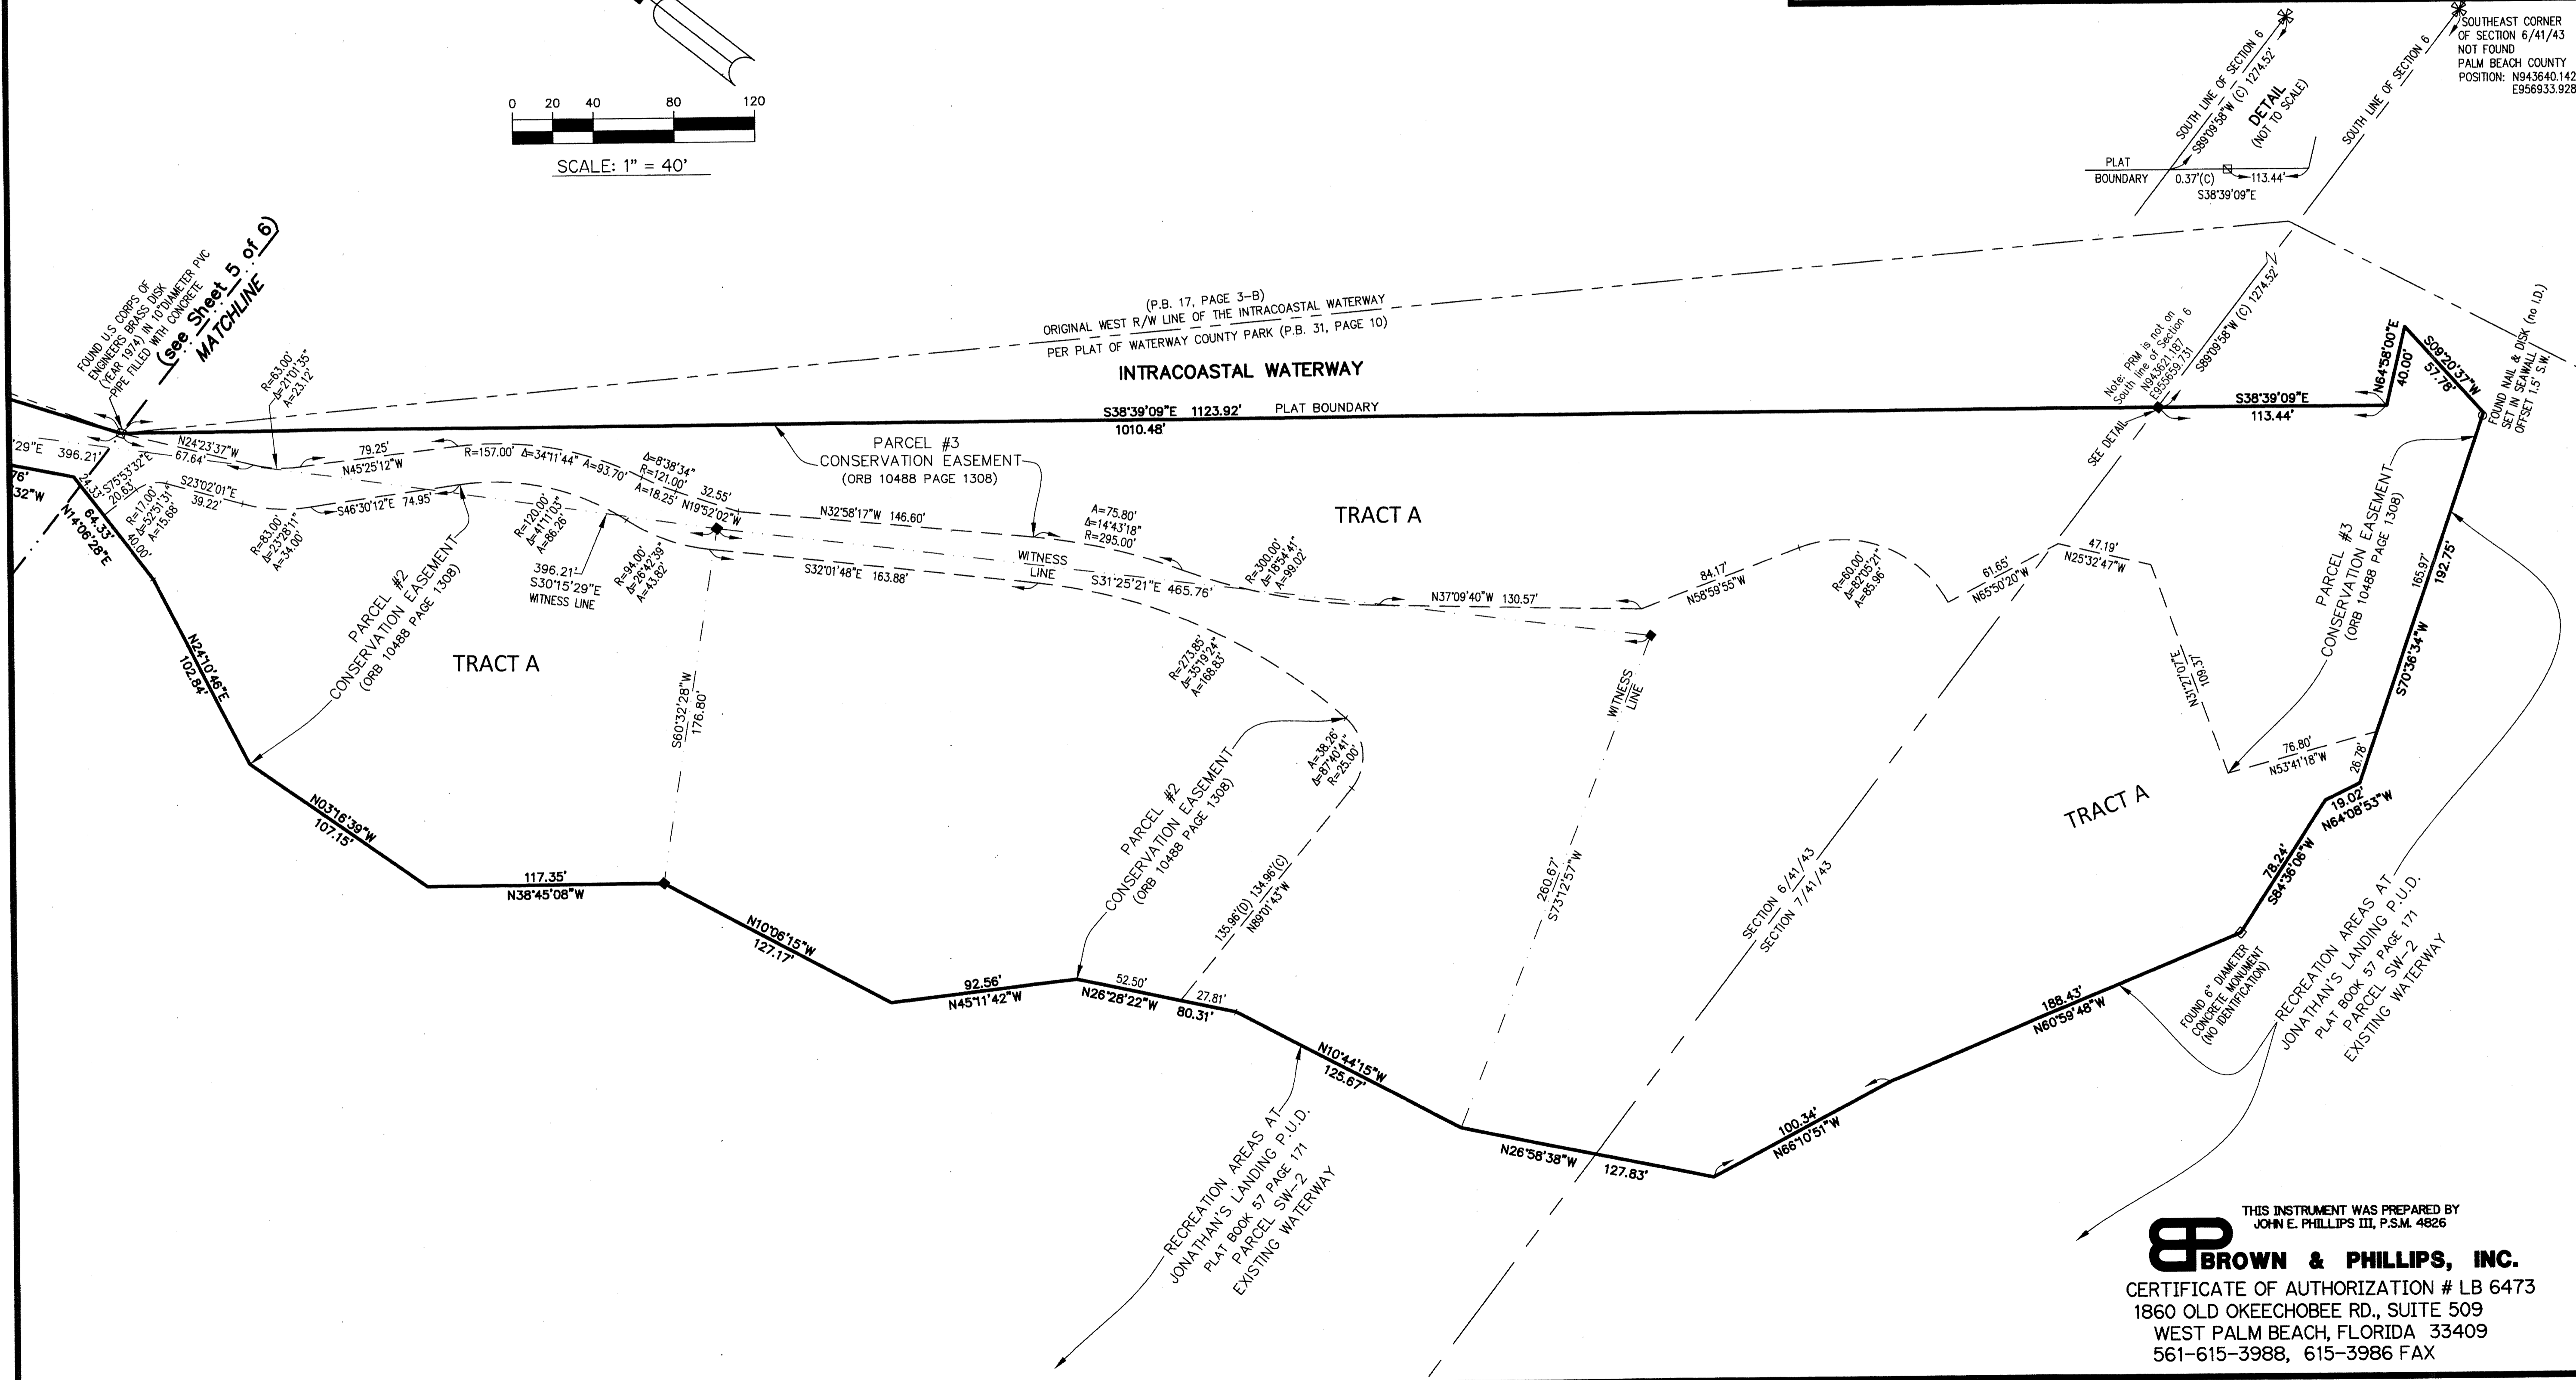 0 20 40 80 120
SCALE: 1" = 40'
SOUTHEAST CORNER
OF SECTION 6/41/43
NOT FOUND
PALM BEACH COUNTY
POSITION: N943640.142
E956933.928
SOUTH LINE OF SECTION 6
S89°09'58"W (C) 1274.52'
DETAIL
(NOT TO SCALE)
SOUTH LINE OF SECTION 6
PLAT
BOUNDARY
0.37'(C)
113.44'
S38°39'09"E
FOUND U.S CORPS OF
ENGINEERS BRASS DISK
(YEAR 1974) IN 10"DIAMETER PVC
PIPE FILLED WITH CONCRETE
(see Sheet 5 of 6)
MATCHLINE
R=63.00'
Δ=21°01'35"
A=23.12'
(P.B. 17, PAGE 3-B)
ORIGINAL WEST R/W LINE OF THE INTRACOASTAL WATERWAY
PER PLAT OF WATERWAY COUNTY PARK (P.B. 31, PAGE 10)
INTRACOASTAL WATERWAY
S38°39'09"E 1123.92' PLAT BOUNDARY
1010.48'
Note: PRM is not on
South line of Section 6
N943621.187
E955659.731
S89°09'58"W (C) 1274.52'
SEE DETAIL
S38°39'09"E
113.44'
N64°58'00"E
40.00'
S09°20'37"W
57.78'
FOUND NAIL & DISK (no I.D.)
SET IN SEAWALL
OFFSET 1.5' S.W.
'29"E 396.21'
76'
'32"W
24.33'
S75°53'32"E
20.63'
64.33'
N14°06'28"E
40.00'
R=17.00'
Δ=52°51'31"
A=15.68'
N24°23'37"W
67.64'
S23°02'01"E
39.22'
R=83.00'
Δ=23°28'11"
A=34.00'
79.25'
N45°25'12"W
S46°30'12"E 74.95'
R=157.00' Δ=34°11'44" A=93.70'
R=120.00'
Δ=41°11'03"
A=86.26'
396.21'
S30°15'29"E
WITNESS LINE
Δ=8°38'34"
R=121.00'
A=18.25'
32.55'
N19°52'02"W
R=94.00'
Δ=26°42'39"
A=43.82'
PARCEL #3
CONSERVATION EASEMENT
(ORB 10488 PAGE 1308)
N32°58'17"W 146.60'
WITNESS
LINE
S32°01'48"E 163.88'
S31°25'21"E 465.76'
A=75.80'
Δ=14°43'18"
R=295.00'
R=300.00'
Δ=18°54'41"
A=99.02'
TRACT A
N37°09'40"W 130.57'
84.17'
N58°59'55"W
R=60.00'
Δ=82°05'21"
A=85.96'
61.65'
N65°50'20"W
47.19'
N25°32'47"W
N31°27'07"E
109.37'
PARCEL #3
CONSERVATION EASEMENT
(ORB 10488 PAGE 1308)
165.97'
192.75'
S70°36'34"W
76.80'
N53°41'18"W
26.78'
19.02'
N64°08'53"W
78.24'
S84°36'06"W
TRACT A
PARCEL #2
CONSERVATION EASEMENT
(ORB 10488 PAGE 1308)
TRACT A
N24°10'46"E
102.84'
S60°32'28"W
176.80'
R=273.85'
Δ=35°19'24"
A=168.83'
A=38.26'
Δ=87°40'41"
R=25.00'
WITNESS
LINE
260.67'
S73°12'57"W
PARCEL #2
CONSERVATION EASEMENT
(ORB 10488 PAGE 1308)
135.96'(D) 134.96'(C)
N89°01'43"W
SECTION 6/41/43
SECTION 7/41/43
N03°16'39"W
107.15'
117.35'
N38°45'08"W
N10°06'15"W
127.17'
92.56'
N45°11'42"W
52.50'
N26°28'22"W
27.81'
80.31'
N10°44'15"W
125.67'
N26°58'38"W
127.83'
100.34'
N66°10'51"W
188.43'
N60°59'48"W
FOUND 6" DIAMETER
CONCRETE MONUMENT
(NO IDENTIFICATION)
RECREATION AREAS AT
JONATHAN'S LANDING P.U.D.
PLAT BOOK 57 PAGE 171
PARCEL SW-2
EXISTING WATERWAY
RECREATION AREAS AT
JONATHAN'S LANDING P.U.D.
PLAT BOOK 57 PAGE 171
PARCEL SW-2
EXISTING WATERWAY
THIS INSTRUMENT WAS PREPARED BY
JOHN E. PHILLIPS III, P.S.M. 4826
BP
BROWN & PHILLIPS, INC.
CERTIFICATE OF AUTHORIZATION # LB 6473
1860 OLD OKEECHOBEE RD., SUITE 509
WEST PALM BEACH, FLORIDA 33409
561-615-3988, 615-3986 FAX